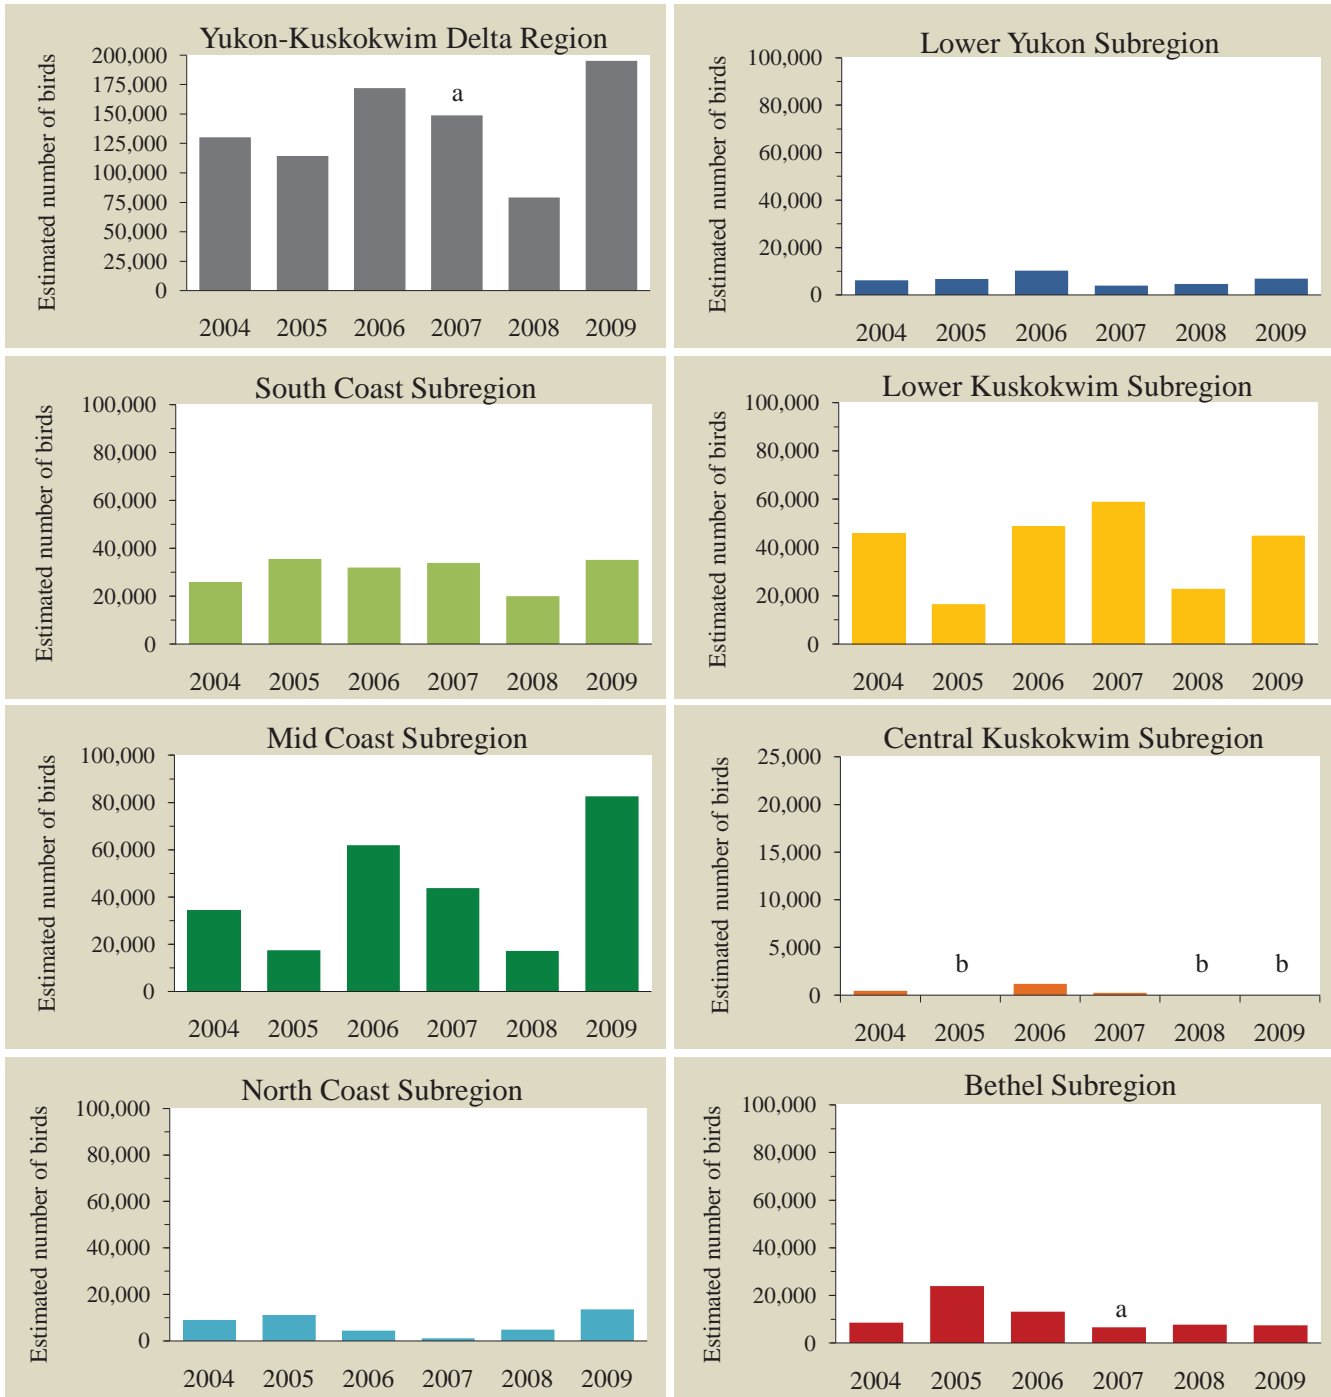 Yukon-Kuskokwim Delta Region
Estimated number of birds
200,000
175,000
150,000
125,000
100,000
75,000
50,000
25,000
0
a
2004 2005 2006 2007 2008 2009
Lower Yukon Subregion
Estimated number of birds
100,000
80,000
60,000
40,000
20,000
0
2004 2005 2006 2007 2008 2009
South Coast Subregion
Estimated number of birds
100,000
80,000
60,000
40,000
20,000
0
2004 2005 2006 2007 2008 2009
Lower Kuskokwim Subregion
Estimated number of birds
100,000
80,000
60,000
40,000
20,000
0
2004 2005 2006 2007 2008 2009
Mid Coast Subregion
Estimated number of birds
100,000
80,000
60,000
40,000
20,000
0
2004 2005 2006 2007 2008 2009
Central Kuskokwim Subregion
Estimated number of birds
25,000
20,000
15,000
10,000
5,000
0
b b b
2004 2005 2006 2007 2008 2009
North Coast Subregion
Estimated number of birds
100,000
80,000
60,000
40,000
20,000
0
2004 2005 2006 2007 2008 2009
Bethel Subregion
Estimated number of birds
100,000
80,000
60,000
40,000
20,000
0
a
2004 2005 2006 2007 2008 2009